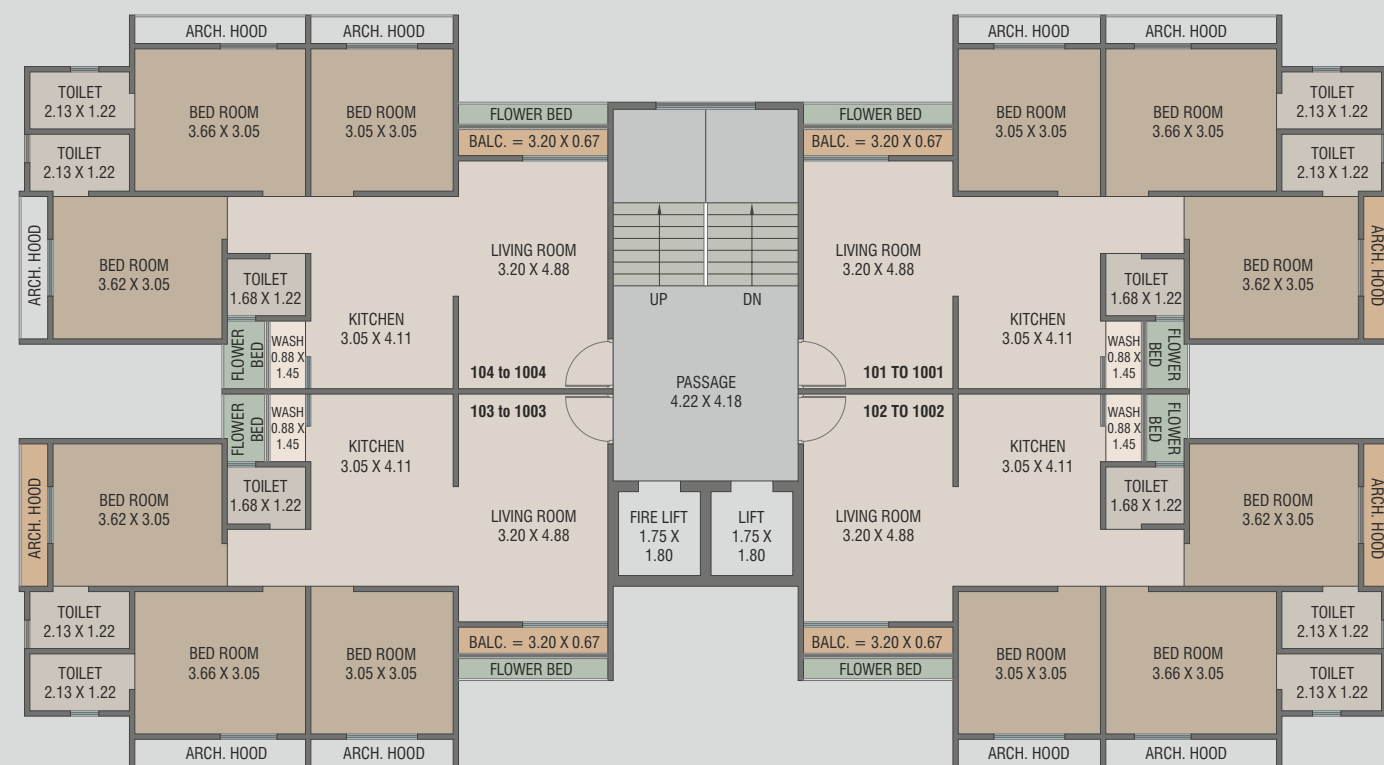 ARCH. HOOD
ARCH. HOOD
ARCH. HOOD
ARCH. HOOD
TOILET
2.13 X 1.22
BED ROOM
3.66 X 3.05
BED ROOM
3.05 X 3.05
FLOWER BED
BALC. = 3.20 X 0.67
FLOWER BED
BALC. = 3.20 X 0.67
BED ROOM
3.05 X 3.05
BED ROOM
3.66 X 3.05
TOILET
2.13 X 1.22
TOILET
2.13 X 1.22
TOILET
2.13 X 1.22
ARCH. HOOD
BED ROOM
3.62 X 3.05
TOILET
1.68 X 1.22
LIVING ROOM
3.20 X 4.88
UP
DN
LIVING ROOM
3.20 X 4.88
TOILET
1.68 X 1.22
BED ROOM
3.62 X 3.05
ARCH. HOOD
FLOWER
BED
WASH
0.88 X
1.45
KITCHEN
3.05 X 4.11
KITCHEN
3.05 X 4.11
WASH
0.88 X
1.45
FLOWER
BED
104 to 1004
PASSAGE
4.22 X 4.18
101 TO 1001
103 to 1003
102 TO 1002
FLOWER
BED
WASH
0.88 X
1.45
KITCHEN
3.05 X 4.11
KITCHEN
3.05 X 4.11
WASH
0.88 X
1.45
FLOWER
BED
ARCH. HOOD
BED ROOM
3.62 X 3.05
TOILET
1.68 X 1.22
LIVING ROOM
3.20 X 4.88
FIRE LIFT
1.75 X
1.80
LIFT
1.75 X
1.80
LIVING ROOM
3.20 X 4.88
TOILET
1.68 X 1.22
BED ROOM
3.62 X 3.05
ARCH. HOOD
TOILET
2.13 X 1.22
BED ROOM
3.66 X 3.05
BED ROOM
3.05 X 3.05
BALC. = 3.20 X 0.67
FLOWER BED
BALC. = 3.20 X 0.67
FLOWER BED
BED ROOM
3.05 X 3.05
BED ROOM
3.66 X 3.05
TOILET
2.13 X 1.22
TOILET
2.13 X 1.22
TOILET
2.13 X 1.22
ARCH. HOOD
ARCH. HOOD
ARCH. HOOD
ARCH. HOOD